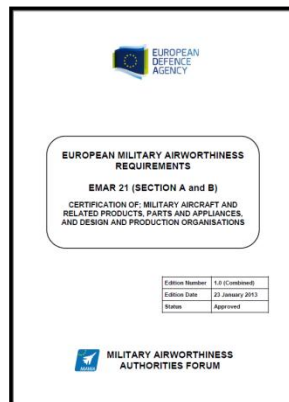 EUROPEAN
DEFENCE
AGENCY
EUROPEAN MILITARY AIRWORTHINESS
REQUIREMENTS
EMAR 21 (SECTION A and B)
CERTIFICATION OF; MILITARY AIRCRAFT AND
RELATED PRODUCTS, PARTS AND APPLIANCES,
AND DESIGN AND PRODUCTION ORGANISATIONS
Edition Number 1.0 (Combined)
Edition Date 23 January 2013
Status Approved
MILITARY AIRWORTHINESS
AUTHORITIES FORUM